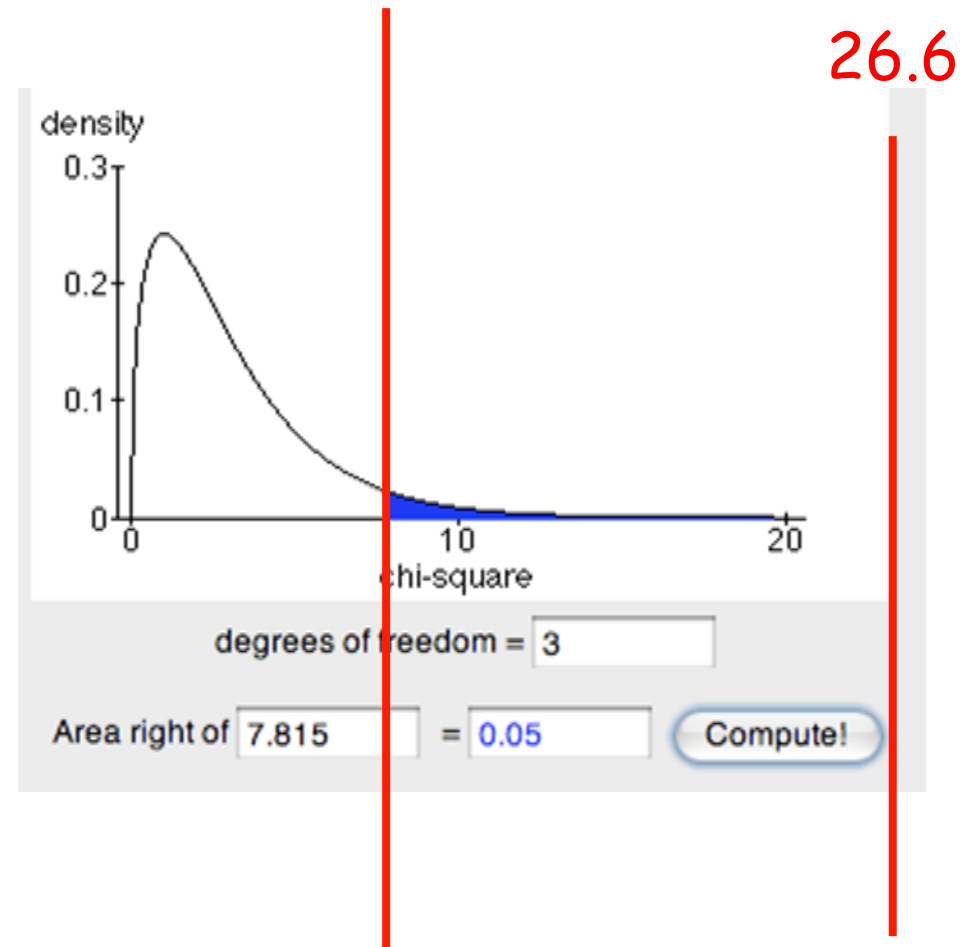 26.6
density
0.3
0.2
0.1
0
0 10 20
chi-square
degrees of freedom = 3
Area right of 7.815 = 0.05 Compute!